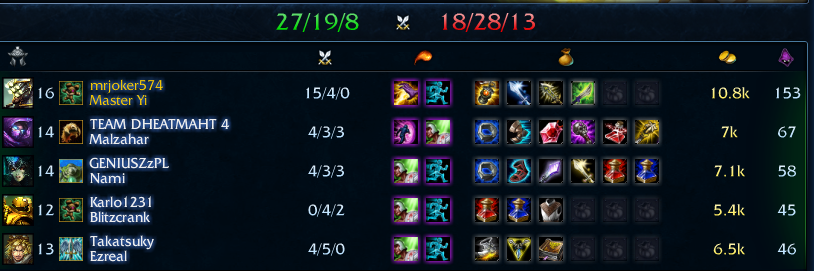 27/19/8 18/28/13
16 mrjoker574 15/4/0 10.8k 153
Master Yi
14 TEAM DHEATMAHT 4 4/3/3 7k 67
Malzahar
14 GENIUSZzPL 4/3/3 7.1k 58
Nami
12 Karlo1231 0/4/2 5.4k 45
Blitzcrank
13 Takatsuky 4/5/0 6.5k 46
Ezreal